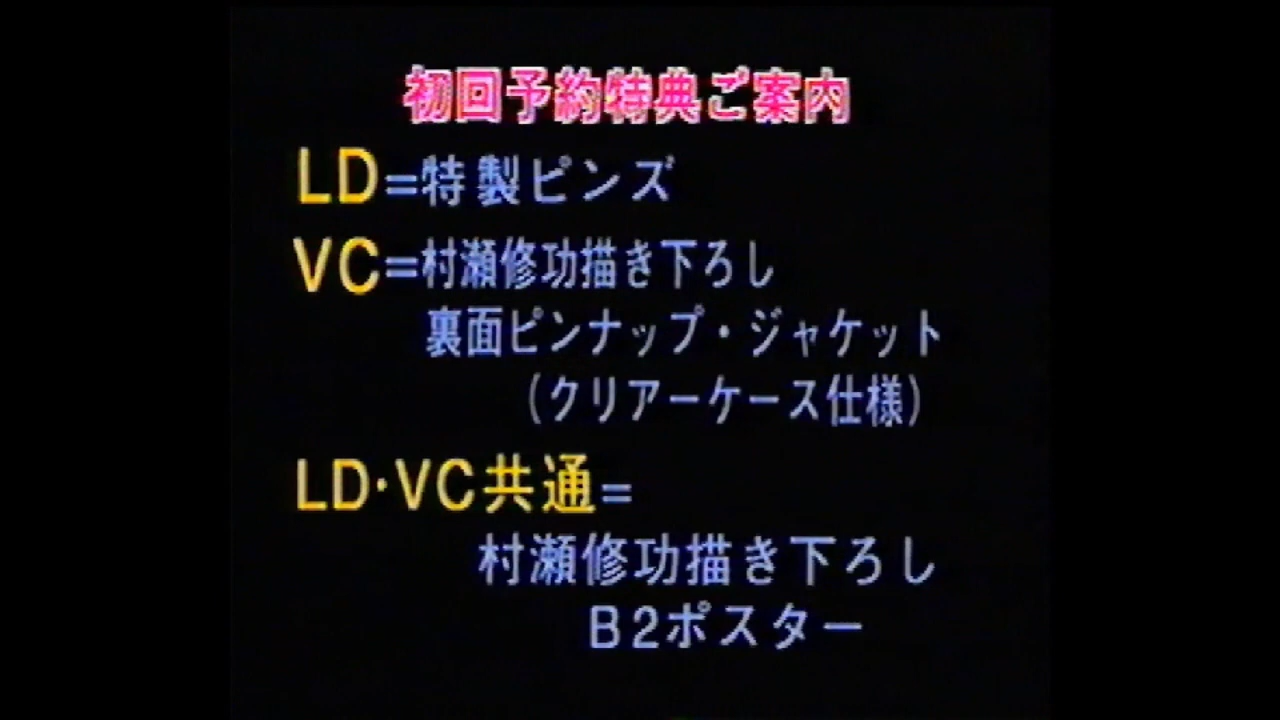 初回予約特典ご案内
LD=特製ピンズ
VC=村瀬修功描き下ろし
裏面ピンナップ・ジャケット
(クリアーケース仕様)
LD・VC共通=
村瀬修功描き下ろし
B2ポスター